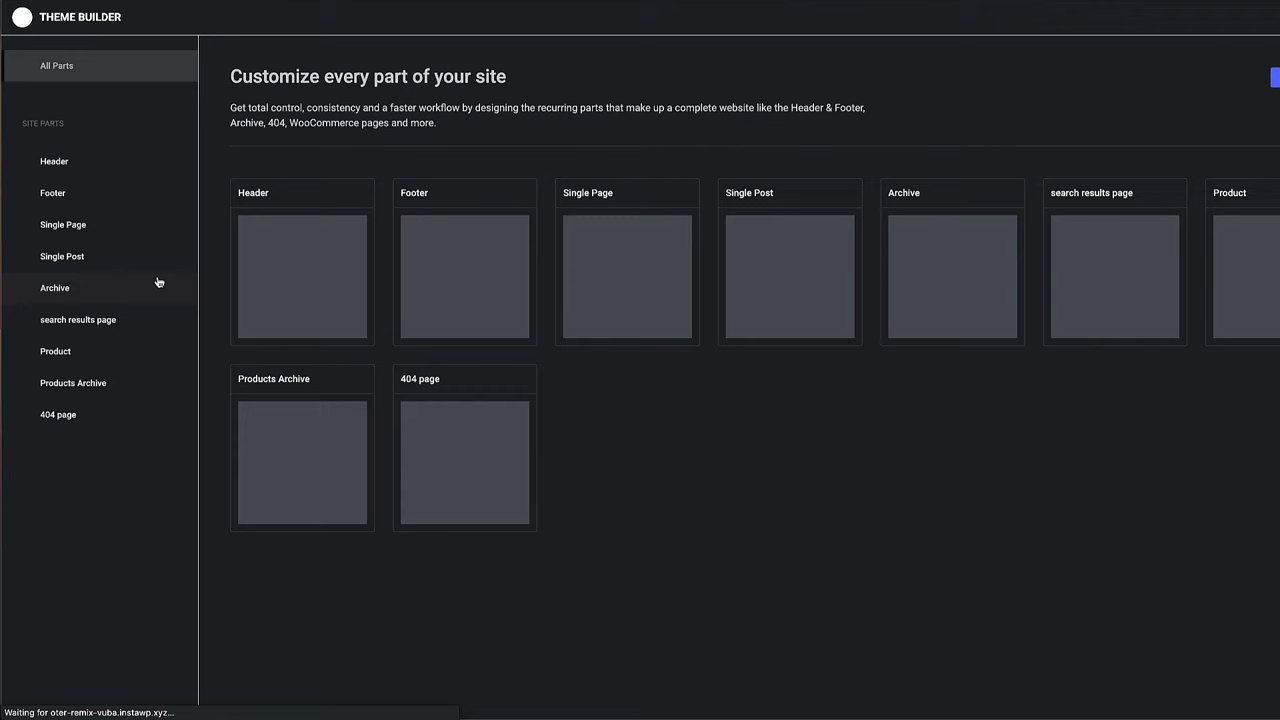 THEME BUILDER
All Parts
SITE PARTS
Header
Footer
Single Page
Single Post
Archive
search results page
Product
Products Archive
404 page
Customize every part of your site
Get total control, consistency and a faster workflow by designing the recurring parts that make up a complete website like the Header & Footer,
Archive, 404, WooCommerce pages and more.
Header
Footer
Single Page
Single Post
Archive
search results page
Product
Products Archive
404 page
Waiting for oter-remix-vuba.instawp.xyz...